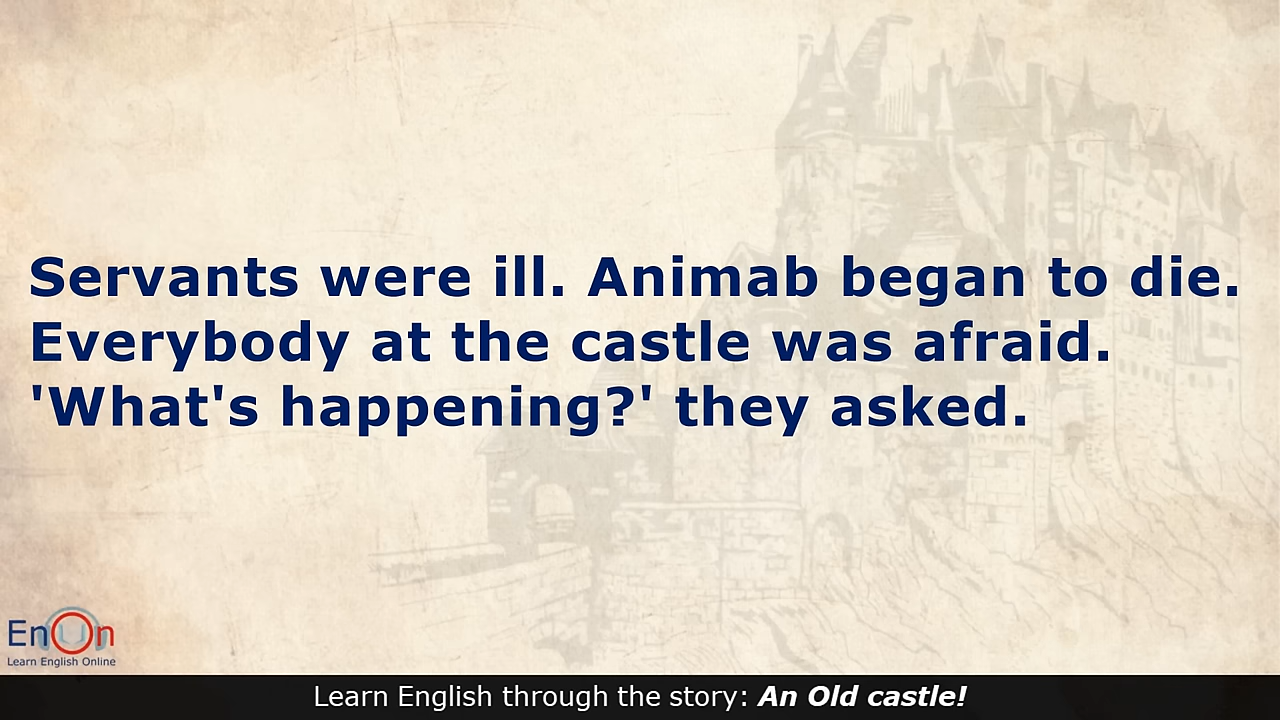 Servants were ill. Animab began to die.
Everybody at the castle was afraid.
'What's happening?' they asked.
EnOn
Learn English Online
Learn English through the story: An Old castle!